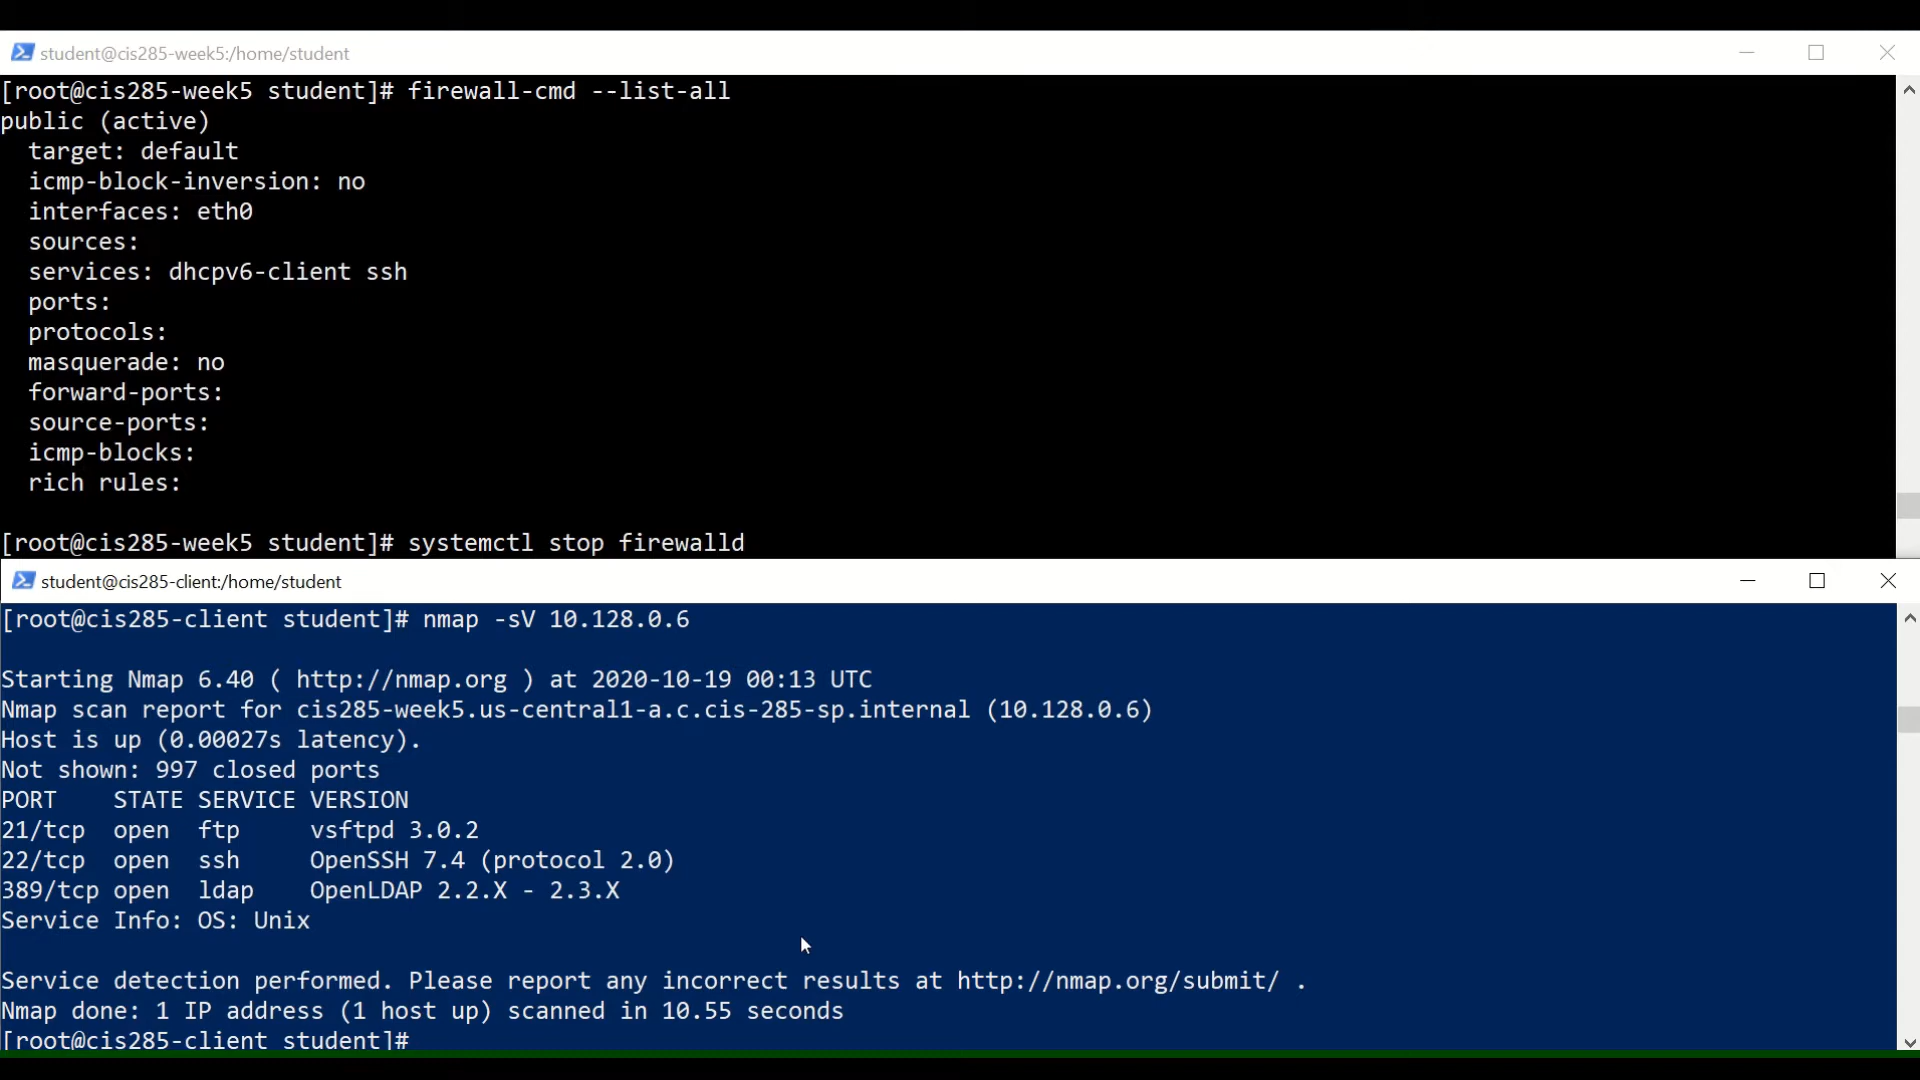 student@cis285-week5:/home/student
[root@cis285-week5 student]# firewall-cmd --list-all
public (active)
  target: default
  icmp-block-inversion: no
  interfaces: eth0
  sources:
  services: dhcpv6-client ssh
  ports:
  protocols:
  masquerade: no
  forward-ports:
  source-ports:
  icmp-blocks:
  rich rules:
[root@cis285-week5 student]# systemctl stop firewalld
student@cis285-client:/home/student
[root@cis285-client student]# nmap -sV 10.128.0.6
Starting Nmap 6.40 ( http://nmap.org ) at 2020-10-19 00:13 UTC
Nmap scan report for cis285-week5.us-central1-a.c.cis-285-sp.internal (10.128.0.6)
Host is up (0.00027s latency).
Not shown: 997 closed ports
PORT    STATE SERVICE VERSION
21/tcp  open  ftp     vsftpd 3.0.2
22/tcp  open  ssh     OpenSSH 7.4 (protocol 2.0)
389/tcp open  ldap    OpenLDAP 2.2.X - 2.3.X
Service Info: OS: Unix
Service detection performed. Please report any incorrect results at http://nmap.org/submit/ .
Nmap done: 1 IP address (1 host up) scanned in 10.55 seconds
[root@cis285-client student]#